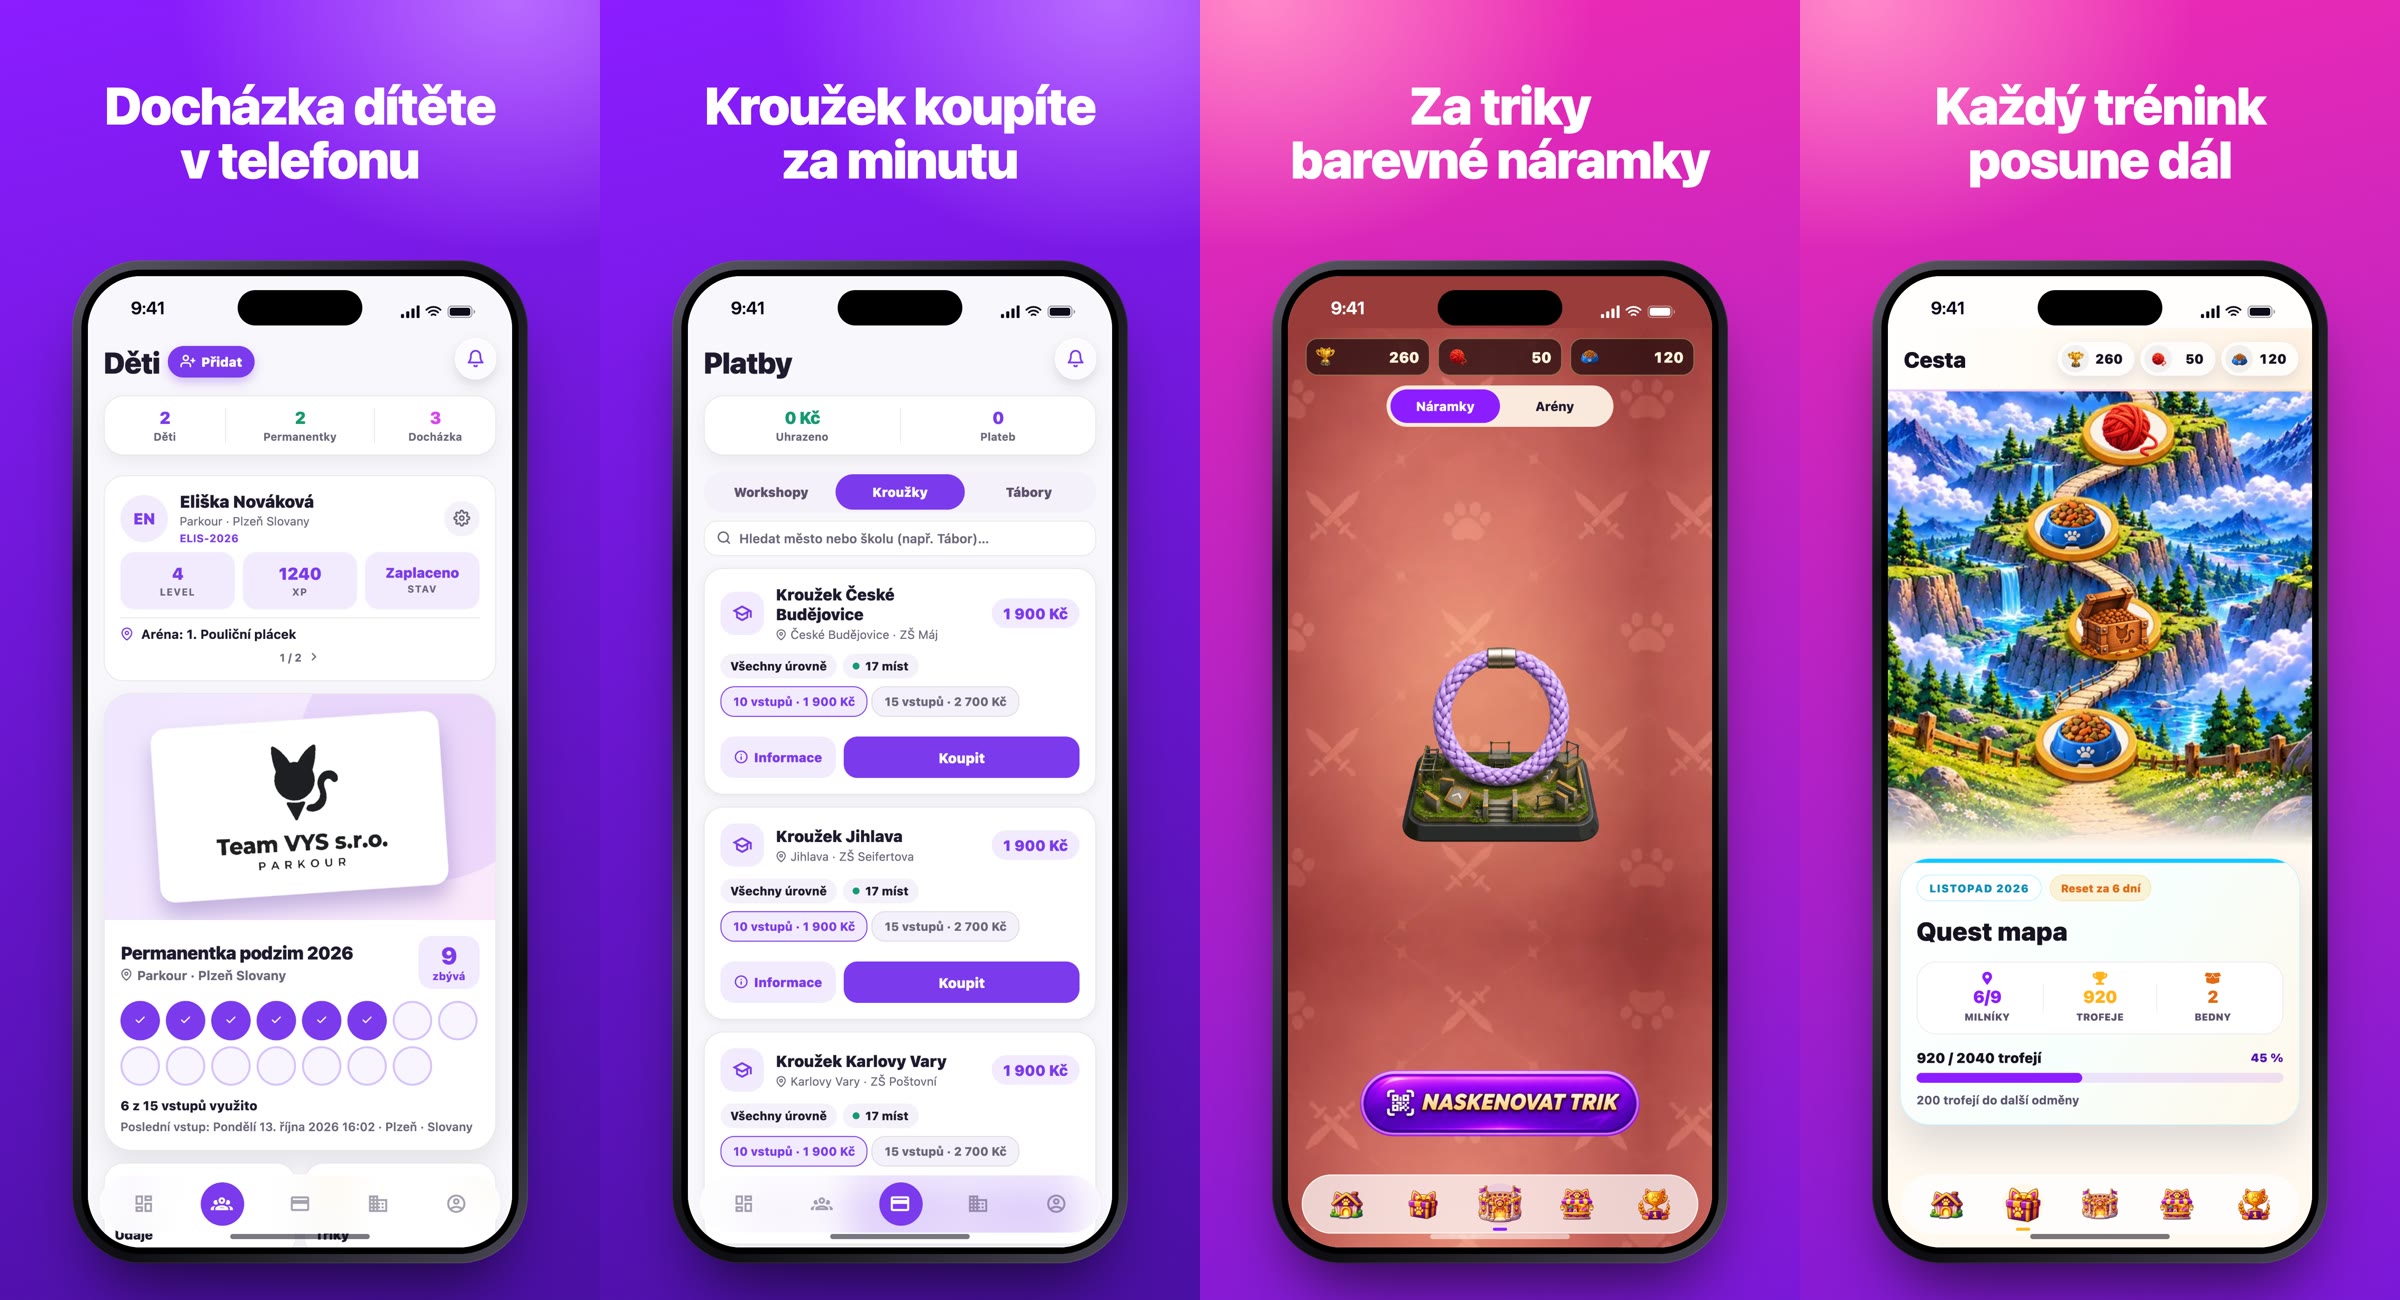 Docházka dítěte
v telefonu
9:41
Děti
Přidat
2
Děti
2
Permanentky
3
Docházka
EN
Eliška Nováková
Parkour · Plzeň Slovany
ELIS-2026
4
LEVEL
1240
XP
Zaplaceno
STAV
Aréna: 1. Pouliční plácek
1 / 2
Team VYS s.r.o.
PARKOUR
Permanentka podzim 2026
Parkour · Plzeň Slovany
9
zbývá
6 z 15 vstupů využito
Poslední vstup: Pondělí 13. října 2026 16:02 · Plzeň · Slovany
Údaje
Triky
Kroužek koupíte
za minutu
9:41
Platby
0 Kč
Uhrazeno
0
Plateb
Workshopy
Kroužky
Tábory
Hledat město nebo školu (např. Tábor)...
Kroužek České
Budějovice
České Budějovice · ZŠ Máj
1 900 Kč
Všechny úrovně
17 míst
10 vstupů · 1 900 Kč
15 vstupů · 2 700 Kč
Informace
Koupit
Kroužek Jihlava
Jihlava · ZŠ Seifertova
1 900 Kč
Všechny úrovně
17 míst
10 vstupů · 1 900 Kč
15 vstupů · 2 700 Kč
Informace
Koupit
Kroužek Karlovy Vary
Karlovy Vary · ZŠ Poštovní
1 900 Kč
Všechny úrovně
17 míst
10 vstupů · 1 900 Kč
15 vstupů · 2 700 Kč
Za triky
barevné náramky
9:41
260
50
120
Náramky
Arény
NASKENOVAT TRIK
Každý trénink
posune dál
9:41
Cesta
260
50
120
LISTOPAD 2026
Reset za 6 dní
Quest mapa
6/9
MILNÍKY
920
TROFEJE
2
BEDNY
920 / 2040 trofejí
45 %
200 trofejí do další odměny